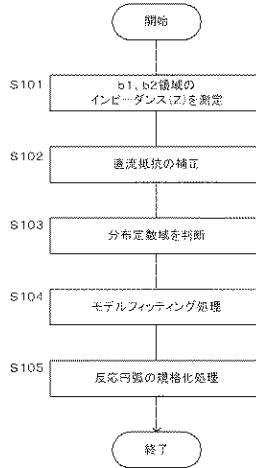 開始
S101
b1、b2領域の
インピーダンス(Z)を測定
S102
直流抵抗の補正
S103
分布定数域を判断
S104
モデルフィッティング処理
S105
反応円弧の規格化処理
終了